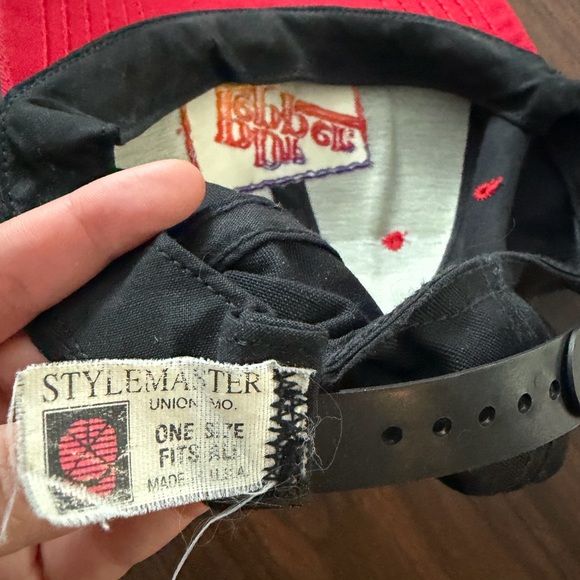 STYLEMASTER
UNION, MO.
ONE SIZE
FITS ALL
MADE IN U.S.A.